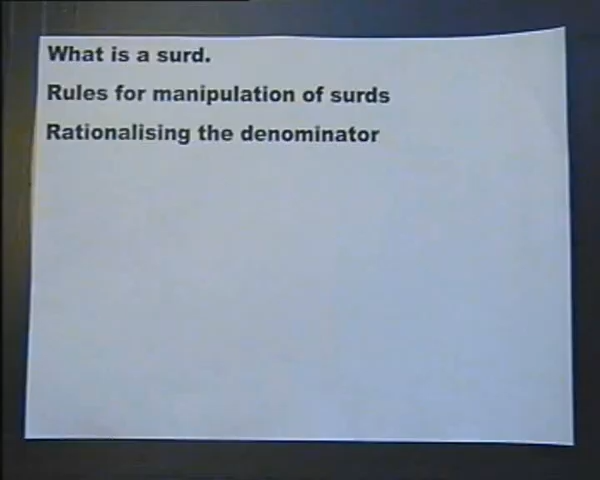 What is a surd.
Rules for manipulation of surds
Rationalising the denominator